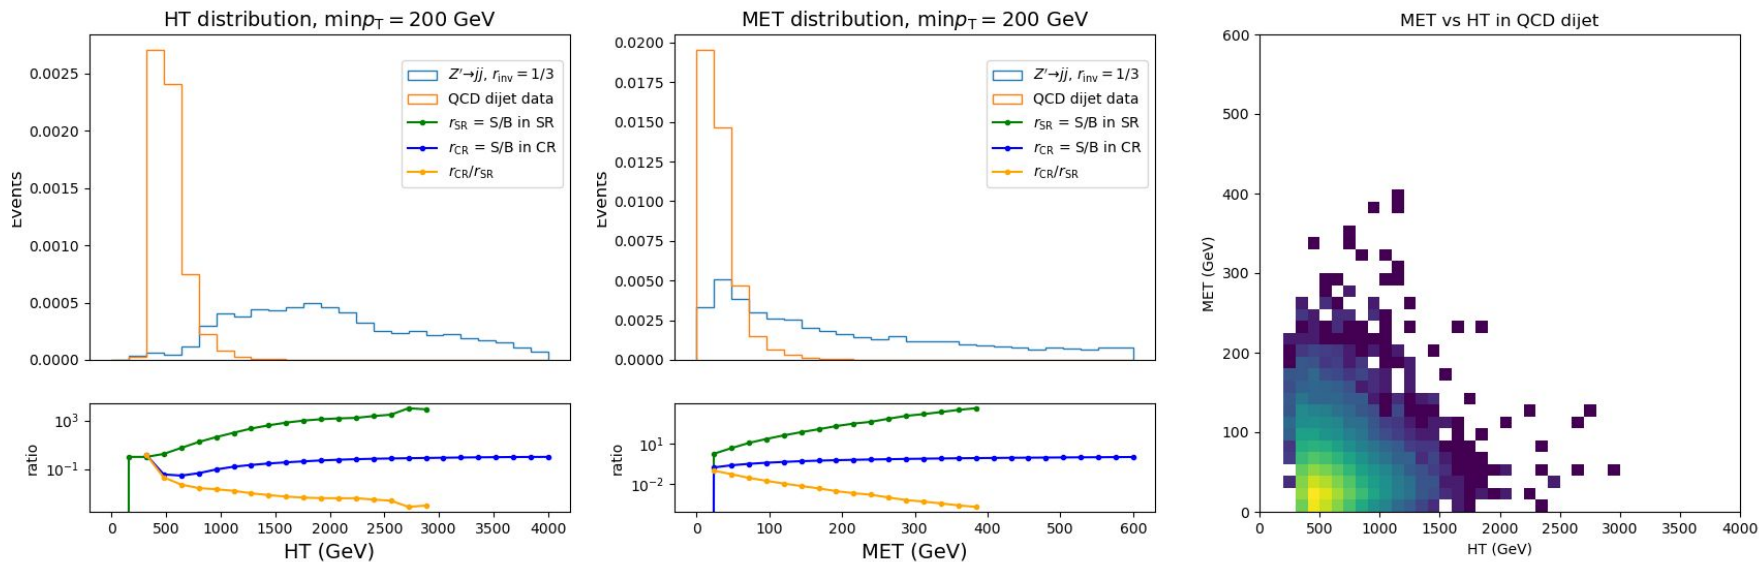 HT distribution, minpT = 200 GeV
0.0025
0.0020
0.0015
0.0010
0.0005
0.0000
Events
Z'→jj, rinv = 1/3
QCD dijet data
rSR = S/B in SR
rCR = S/B in CR
rCR/rSR
10^3
10^-1
ratio
0 500 1000 1500 2000 2500 3000 3500 4000
HT (GeV)
MET distribution, minpT = 200 GeV
0.0200
0.0175
0.0150
0.0125
0.0100
0.0075
0.0050
0.0025
0.0000
Events
Z'→jj, rinv = 1/3
QCD dijet data
rSR = S/B in SR
rCR = S/B in CR
rCR/rSR
10^1
10^-2
ratio
0 100 200 300 400 500 600
MET (GeV)
MET vs HT in QCD dijet
600
500
400
300
200
100
0
MET (GeV)
0 500 1000 1500 2000 2500 3000 3500 4000
HT (GeV)